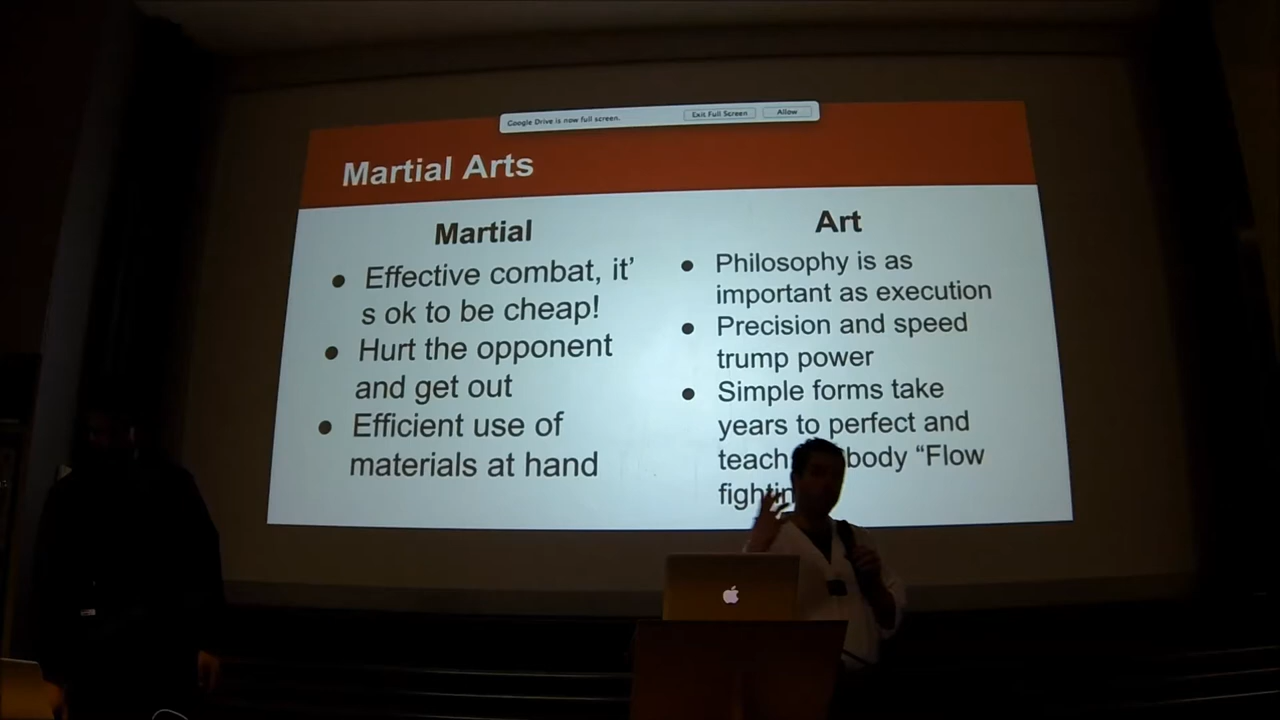 Google Drive is now full screen.
Exit Full Screen
Allow
Martial Arts
Martial
● Effective combat, it’
s ok to be cheap!
● Hurt the opponent
and get out
● Efficient use of
materials at hand
Art
● Philosophy is as
important as execution
● Precision and speed
trump power
● Simple forms take
years to perfect and
teach body “Flow